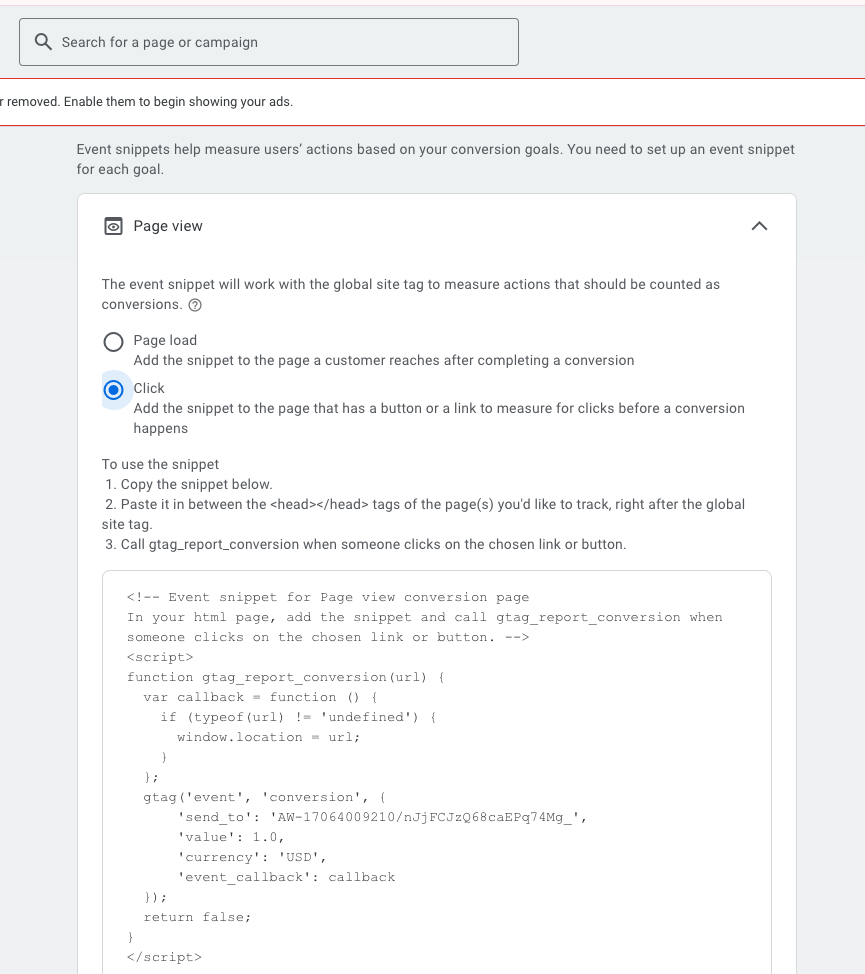 Search for a page or campaign
r removed. Enable them to begin showing your ads.
Event snippets help measure users' actions based on your conversion goals. You need to set up an event snippet
for each goal.
Page view
The event snippet will work with the global site tag to measure actions that should be counted as
conversions. ?
Page load
Add the snippet to the page a customer reaches after completing a conversion
Click
Add the snippet to the page that has a button or a link to measure for clicks before a conversion
happens
To use the snippet
1. Copy the snippet below.
2. Paste it in between the <head></head> tags of the page(s) you'd like to track, right after the global
site tag.
3. Call gtag_report_conversion when someone clicks on the chosen link or button.
<!-- Event snippet for Page view conversion page
In your html page, add the snippet and call gtag_report_conversion when
someone clicks on the chosen link or button. -->
<script>
function gtag_report_conversion(url) {
  var callback = function () {
    if (typeof(url) != 'undefined') {
      window.location = url;
    }
  };
  gtag('event', 'conversion', {
      'send_to': 'AW-17064009210/nJjFCJzQ68caEPq74Mg_',
      'value': 1.0,
      'currency': 'USD',
      'event_callback': callback
  });
  return false;
}
</script>